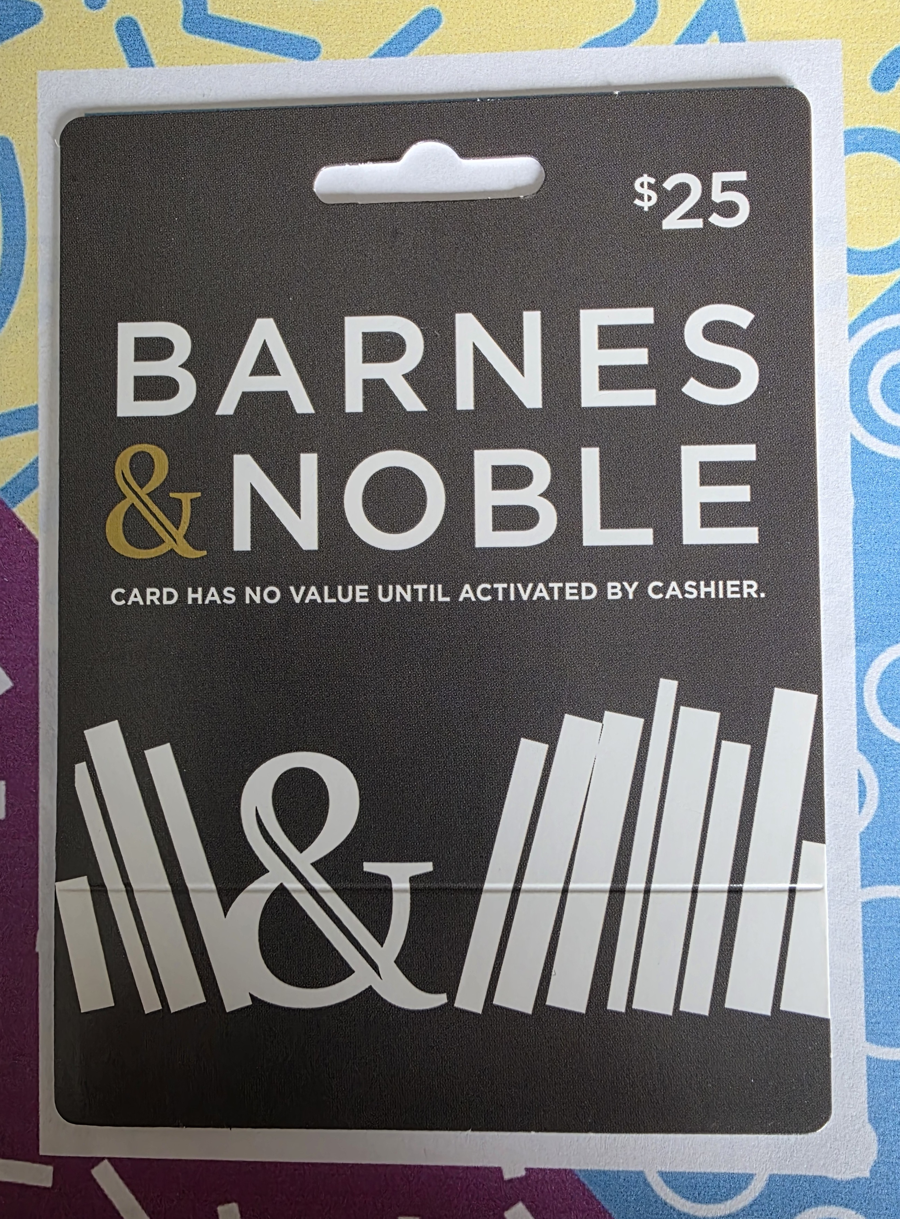 $25
BARNES
& NOBLE
CARD HAS NO VALUE UNTIL ACTIVATED BY CASHIER.
&